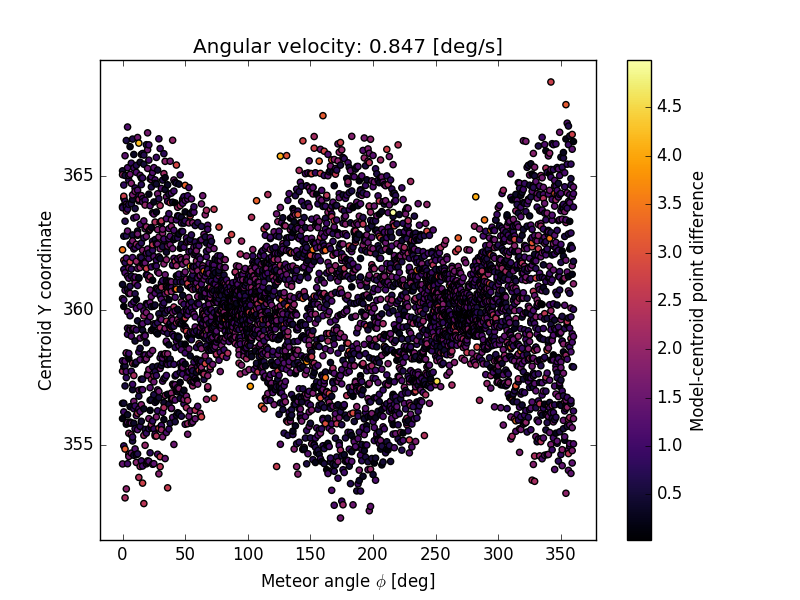 Angular velocity: 0.847 [deg/s]
Centroid Y coordinate
365
360
355
0 50 100 150 200 250 300 350
Meteor angle ϕ [deg]
4.5
4.0
3.5
3.0
2.5
2.0
1.5
1.0
0.5
Model-centroid point difference